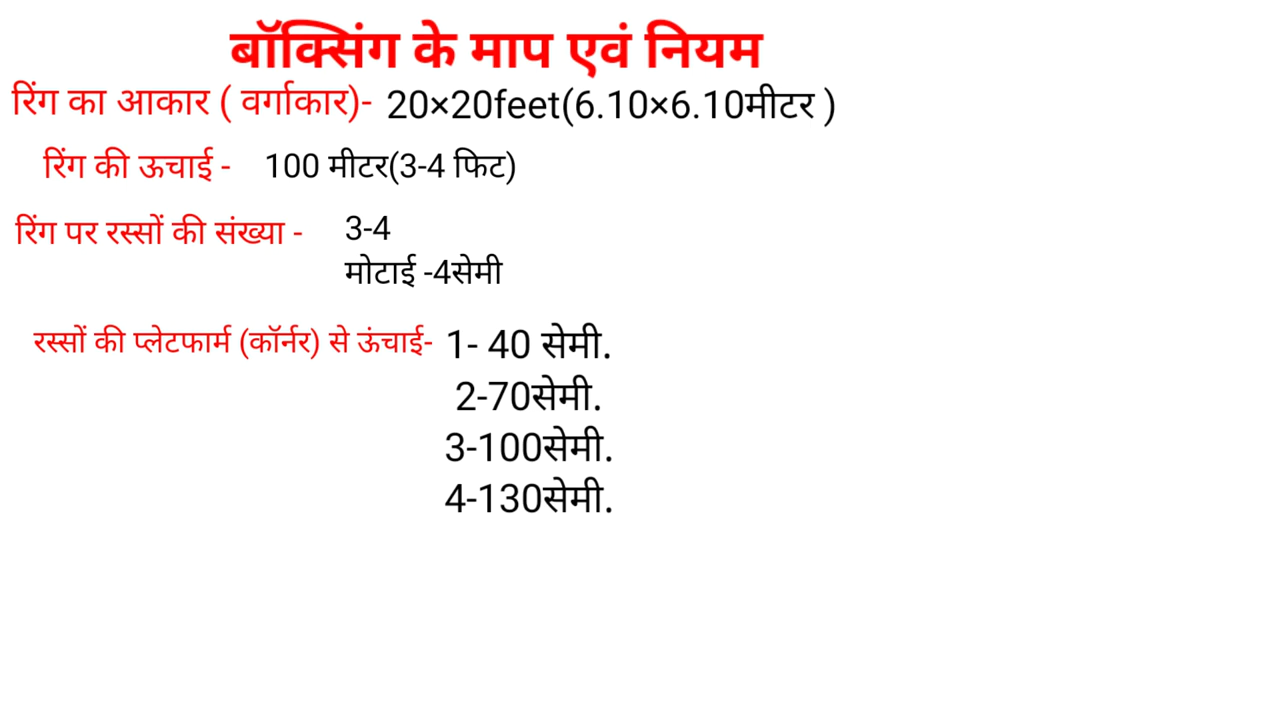 बॉक्सिंग के माप एवं नियम
रिंग का आकार ( वर्गाकार)- 20×20feet(6.10×6.10मीटर )
रिंग की ऊचाई - 100 मीटर(3-4 फिट)
रिंग पर रस्सों की संख्या - 3-4
मोटाई -4सेमी
रस्सों की प्लेटफार्म (कॉर्नर) से ऊंचाई- 1- 40 सेमी.
2-70सेमी.
3-100सेमी.
4-130सेमी.